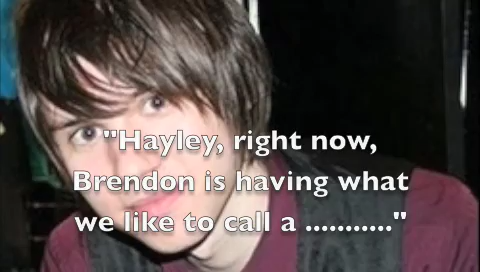 "Hayley, right now,
Brendon is having what
we like to call a ..........."